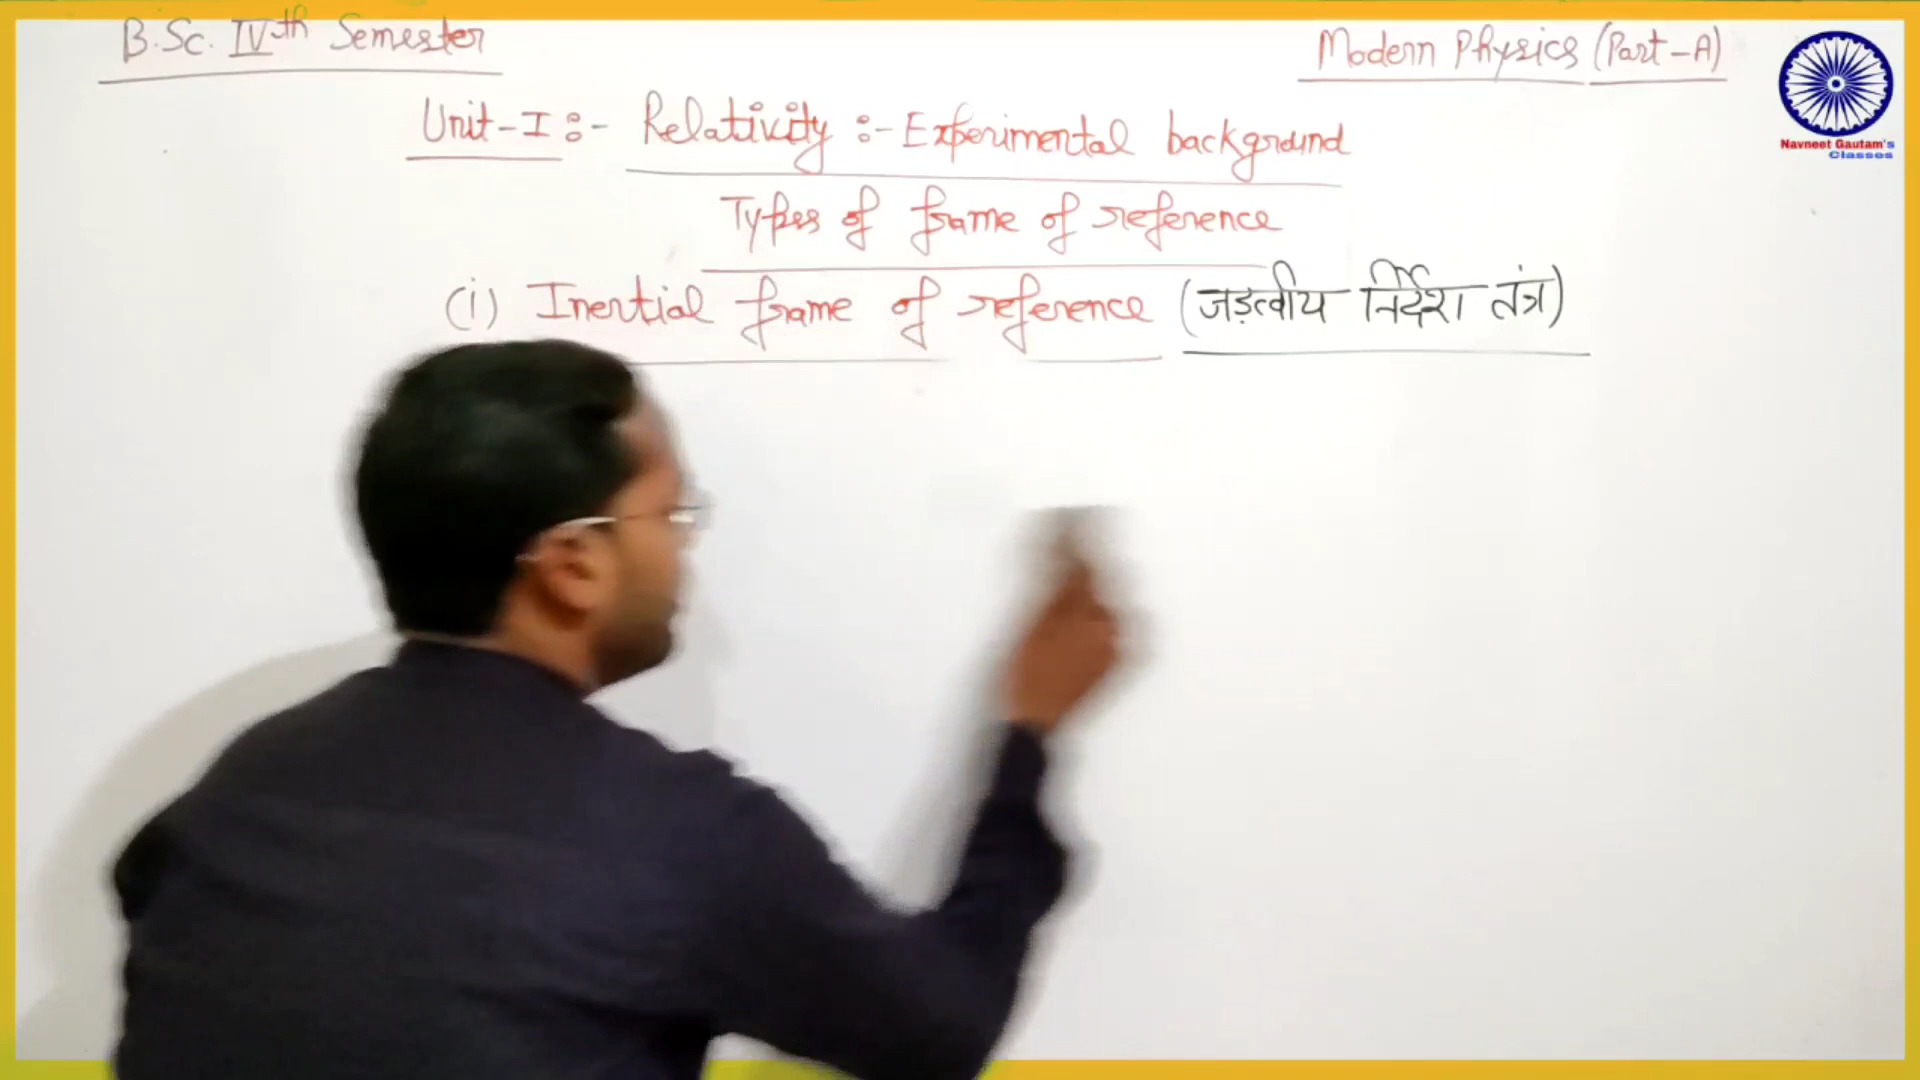 B.Sc. IVth Semester
Modern Physics (Part-A)
Navneet Gautam's
Classes
Unit-I :- Relativity :- Experimental background
Types of frame of reference
(i) Inertial frame of reference (जड़त्वीय निर्देश तंत्र)